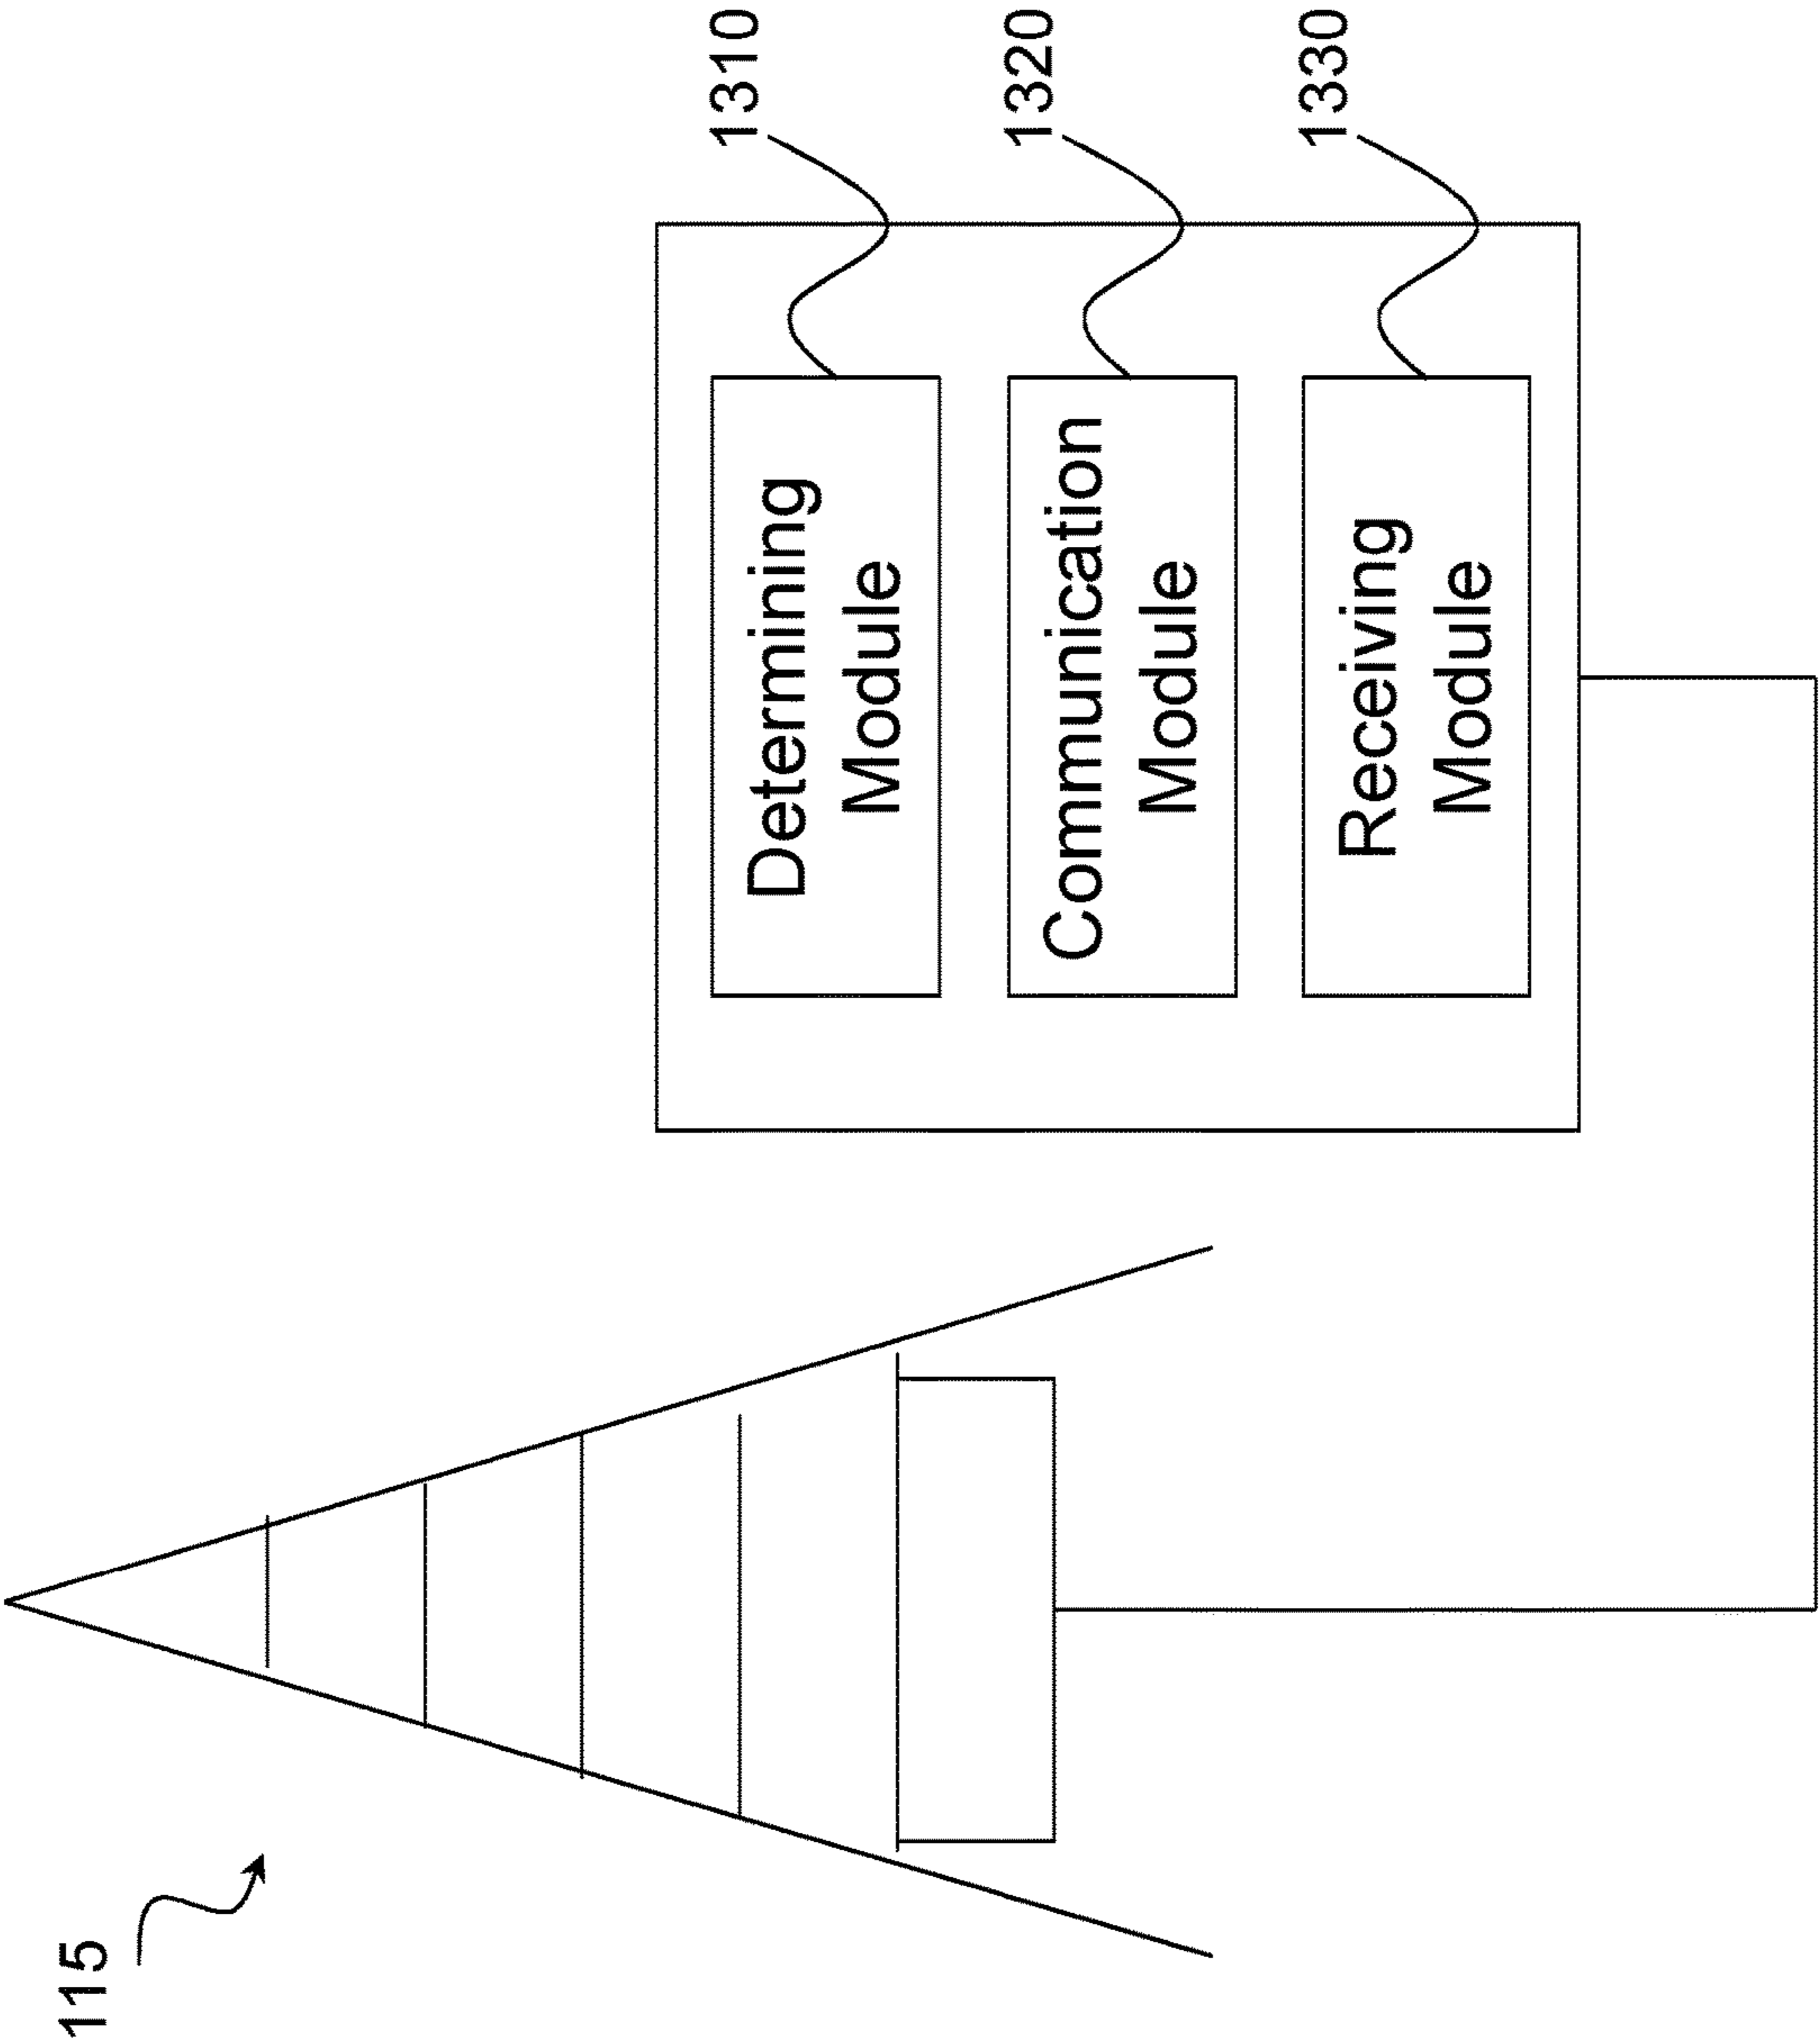 115
Determining
Module
1310
Communication
Module
1320
Receiving
Module
1330